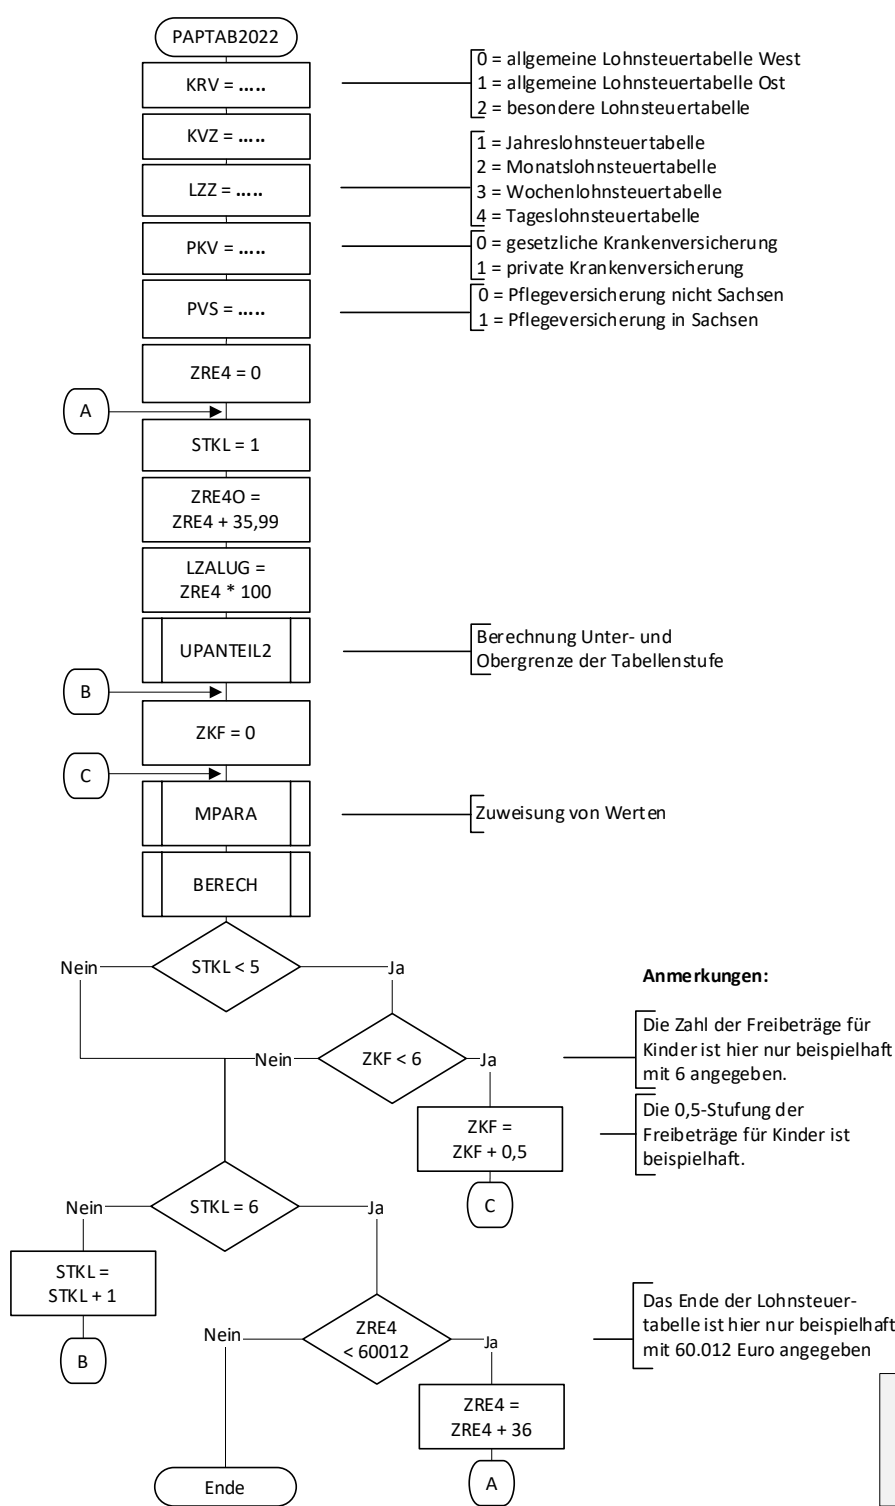 PAPTAB2022
KRV = .....
0 = allgemeine Lohnsteuertabelle West
1 = allgemeine Lohnsteuertabelle Ost
2 = besondere Lohnsteuertabelle
KVZ = .....
LZZ = .....
1 = Jahreslohnsteuertabelle
2 = Monatslohnsteuertabelle
3 = Wochenlohnsteuertabelle
4 = Tageslohnsteuertabelle
PKV = .....
0 = gesetzliche Krankenversicherung
1 = private Krankenversicherung
PVS = .....
0 = Pflegeversicherung nicht Sachsen
1 = Pflegeversicherung in Sachsen
ZRE4 = 0
A
STKL = 1
ZRE4O =
ZRE4 + 35,99
LZALUG =
ZRE4 * 100
UPANTEIL2
Berechnung Unter- und
Obergrenze der Tabellenstufe
B
ZKF = 0
C
MPARA
Zuweisung von Werten
BERECH
Nein
STKL < 5
Ja
Anmerkungen:
Nein
ZKF < 6
Ja
Die Zahl der Freibeträge für
Kinder ist hier nur beispielhaft
mit 6 angegeben.
ZKF =
ZKF + 0,5
Die 0,5-Stufung der
Freibeträge für Kinder ist
beispielhaft.
C
Nein
STKL = 6
Ja
STKL =
STKL + 1
B
Nein
ZRE4
< 60012
Ja
Das Ende der Lohnsteuer-
tabelle ist hier nur beispielhaft
mit 60.012 Euro angegeben
ZRE4 =
ZRE4 + 36
A
Ende